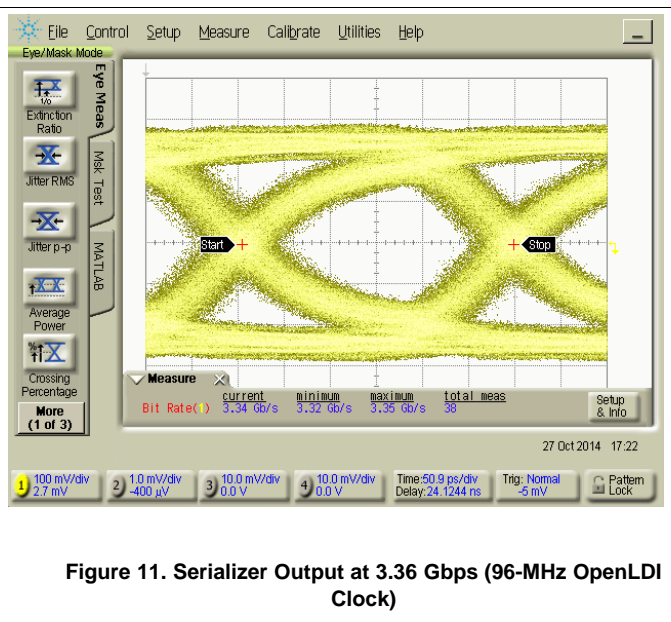 File Control Setup Measure Calibrate Utilities Help
Eye/Mask Mode
Extinction
Ratio
Jitter RMS
Jitter p-p
Average
Power
Crossing
Percentage
More
(1 of 3)
Eye Meas
Msk Test
MATLAB
Start
Stop
Measure
current minimum maximum total meas
Bit Rate(1) 3.34 Gb/s 3.32 Gb/s 3.35 Gb/s 38
Setup
& Info
27 Oct 2014 17:22
1 100 mV/div
2.7 mV
2 1.0 mV/div
-400 µV
3 10.0 mV/div
0.0 V
4 10.0 mV/div
0.0 V
Time:50.9 ps/div
Delay:24.1244 ns
Trig: Normal
-5 mV
Pattern
Lock
Figure 11. Serializer Output at 3.36 Gbps (96-MHz OpenLDI
Clock)